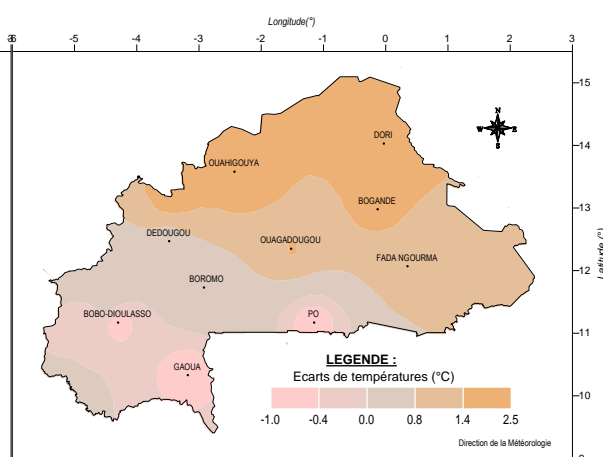 Longitude(°)
-6 -5 -4 -3 -2 -1 0 1 2 3
N
W E
S
15
DORI
14
OUAHIGOUYA
BOGANDE
13
DEDOUGOU
OUAGADOUGOU
FADA NGOURMA
Latitude (°)
12
BOROMO
BOBO-DIOULASSO
PO
11
LEGENDE :
GAOUA
Ecarts de températures (°C)
10
-1.0 -0.4 0.0 0.8 1.4 2.5
Direction de la Météorologie